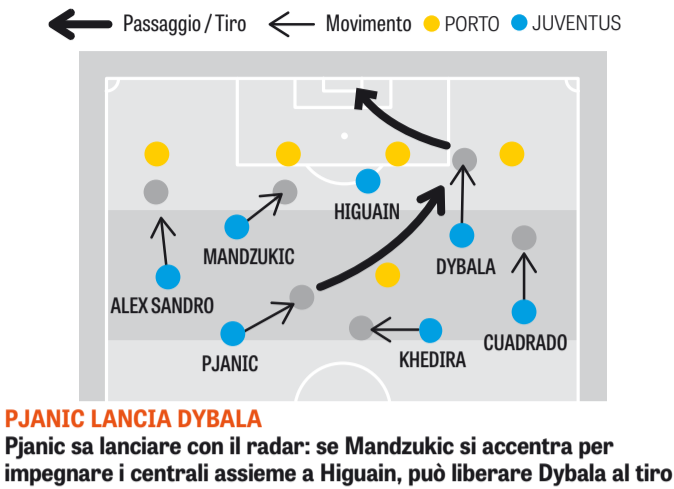 Passaggio / Tiro Movimento PORTO JUVENTUS
HIGUAIN
MANDZUKIC
DYBALA
ALEX SANDRO
CUADRADO
PJANIC
KHEDIRA
PJANIC LANCIA DYBALA
Pjanic sa lanciare con il radar: se Mandzukic si accentra per
impegnare i centrali assieme a Higuain, può liberare Dybala al tiro